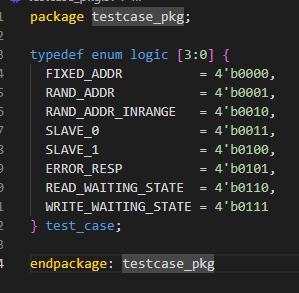 package testcase_pkg;
typedef enum logic [3:0] {
FIXED_ADDR = 4'b0000,
RAND_ADDR = 4'b0001,
RAND_ADDR_INRANGE = 4'b0010,
SLAVE_0 = 4'b0011,
SLAVE_1 = 4'b0100,
ERROR_RESP = 4'b0101,
READ_WAITING_STATE = 4'b0110,
WRITE_WAITING_STATE = 4'b0111
} test_case;
endpackage: testcase_pkg